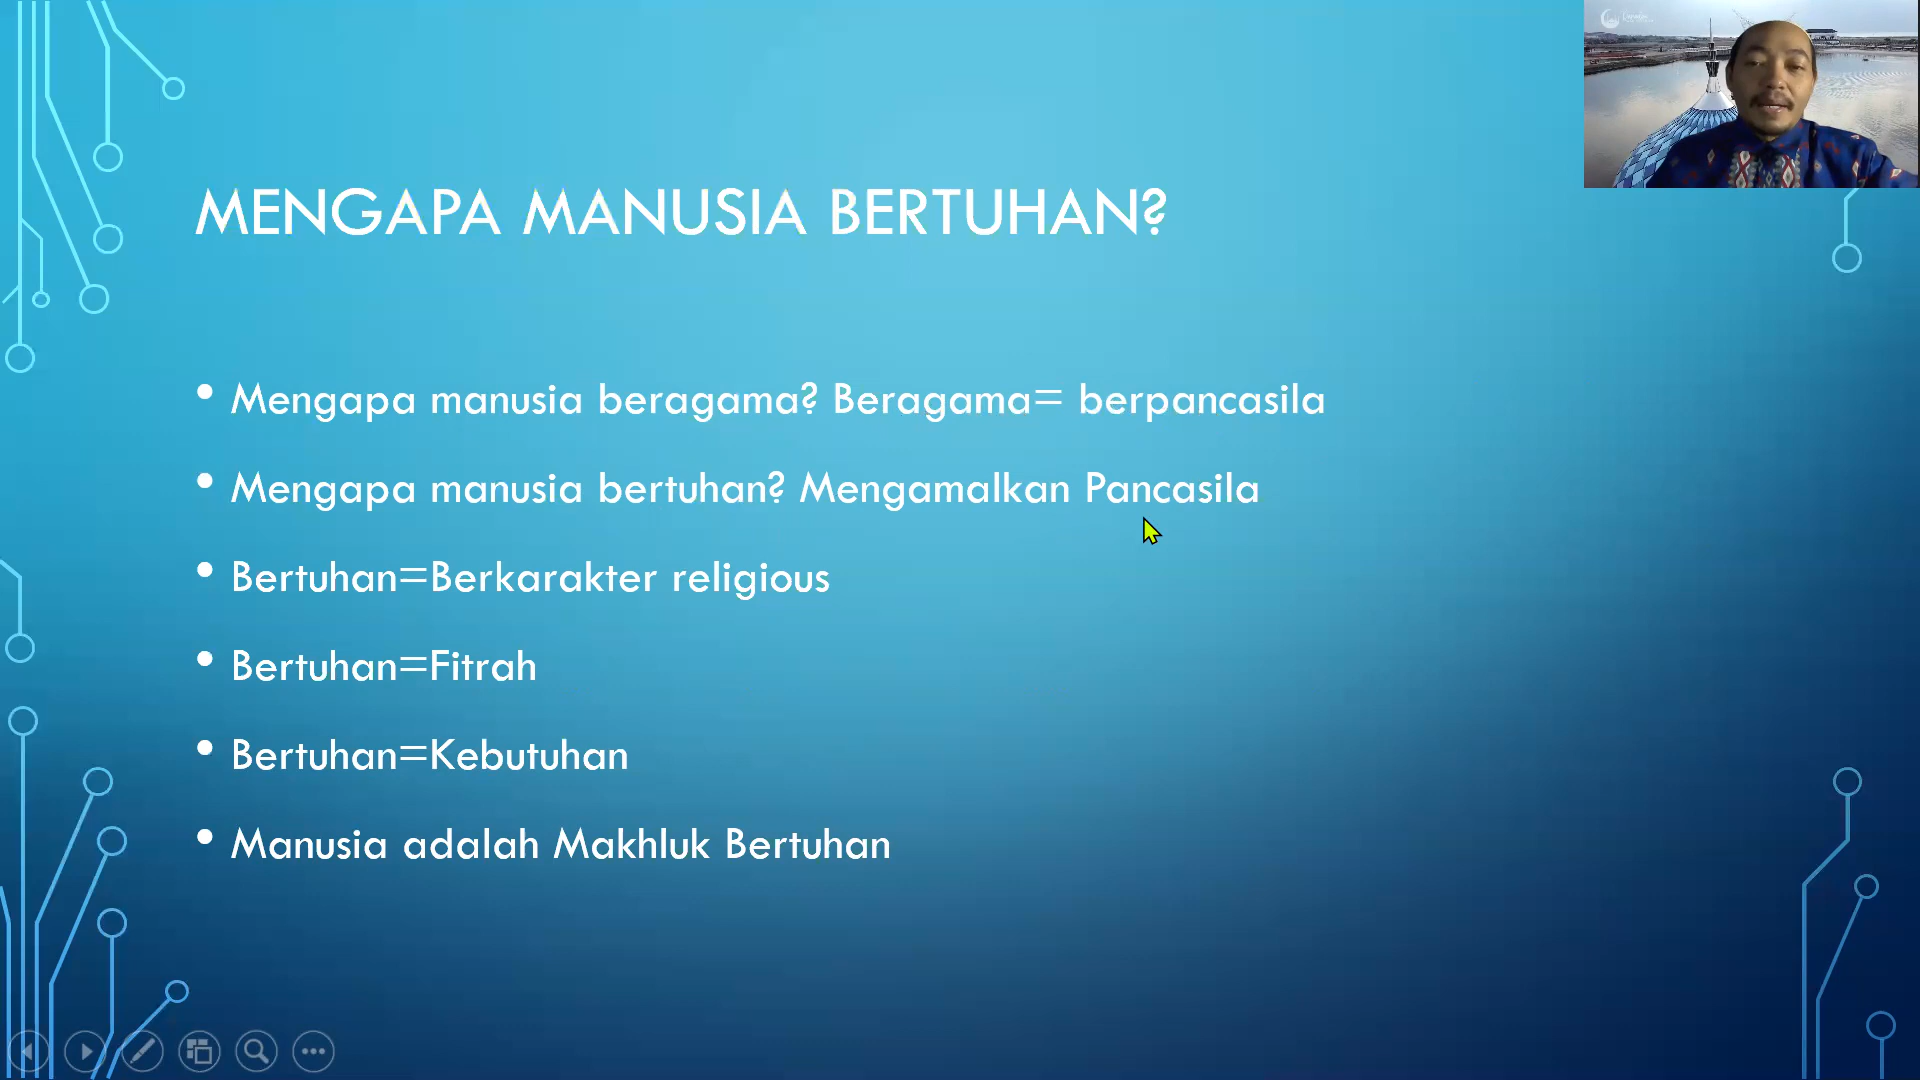 MENGAPA MANUSIA BERTUHAN?
• Mengapa manusia beragama? Beragama= berpancasila
• Mengapa manusia bertuhan? Mengamalkan Pancasila
• Bertuhan=Berkarakter religious
• Bertuhan=Fitrah
• Bertuhan=Kebutuhan
• Manusia adalah Makhluk Bertuhan